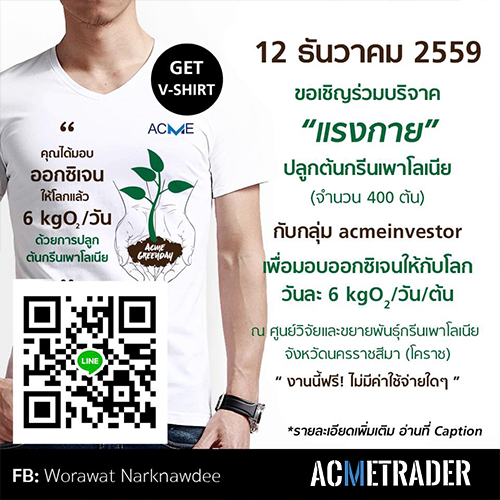 GET
V-SHIRT
ACME
“
คุณได้มอบ
ออกซิเจน
ให้โลกแล้ว
6 kgO₂/วัน
ด้วยการปลูก
ต้นกรีนเพาโลเนีย
”
ACME
GREENDAY
LINE
12 ธันวาคม 2559
ขอเชิญร่วมบริจาค
“แรงกาย”
ปลูกต้นกรีนเพาโลเนีย
(จำนวน 400 ต้น)
กับกลุ่ม acmeinvestor
เพื่อมอบออกซิเจนให้กับโลก
วันละ 6 kgO₂/วัน/ต้น
ณ ศูนย์วิจัยและขยายพันธุ์กรีนเพาโลเนีย
จังหวัดนครราชสีมา (โคราช)
“ งานนี้ฟรี! ไม่มีค่าใช้จ่ายใดๆ ”
*รายละเอียดเพิ่มเติม อ่านที่ Caption
FB: Worawat Narknawdee
ACMETRADER